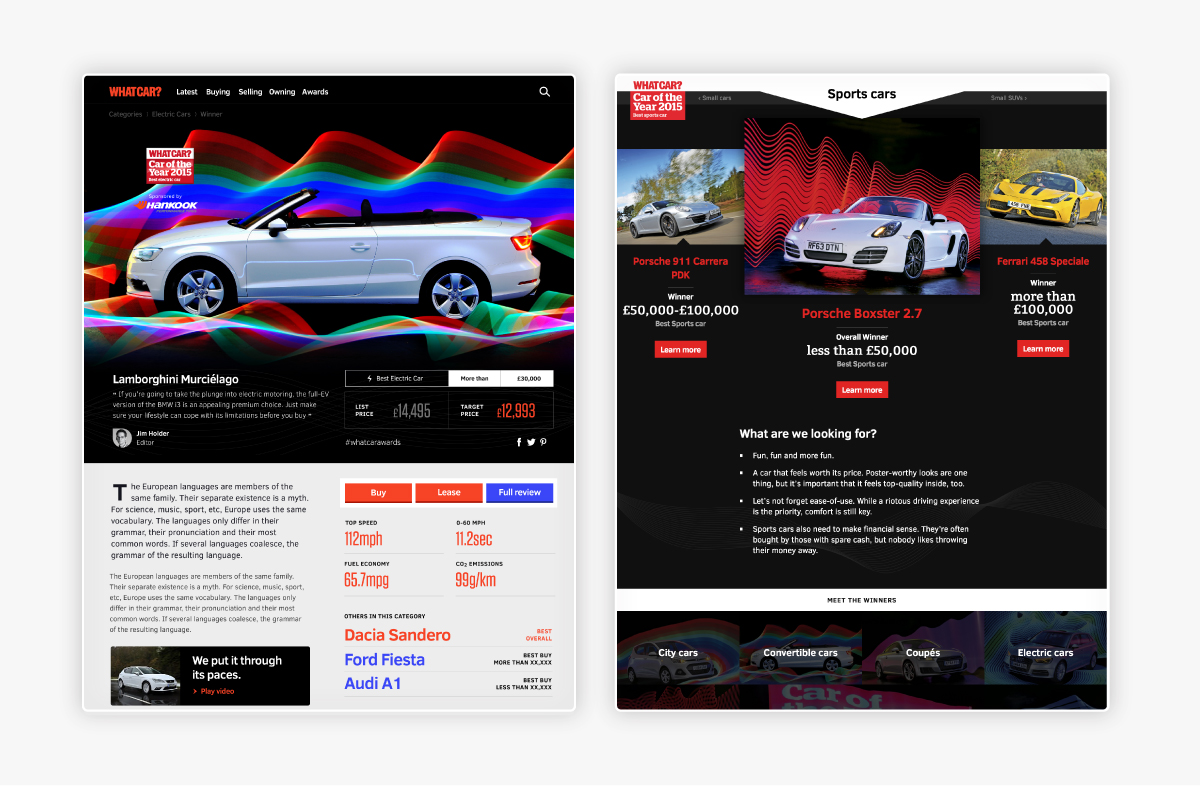 WHATCAR?
Latest Buying Selling Owning Awards
Categories | Electric Cars | Winner
WHATCAR?
Car of the
Year 2015
Best electric car
Sponsored by
HANKOOK
Lamborghini Murciélago
“ If you're going to take the plunge into electric motoring, the full-EV
version of the BMW i3 is an appealing premium choice. Just make
sure your lifestyle can cope with its limitations before you buy ”
Jim Holder
Editor
Best Electric Car More than £30,000
LIST
PRICE
£14,495
TARGET
PRICE
£12,993
#whatcarawards
The European languages are members of the
same family. Their separate existence is a myth.
For science, music, sport, etc, Europe uses the same
vocabulary. The languages only differ in their
grammar, their pronunciation and their most
common words. If several languages coalesce, the
grammar of the resulting language.
The European languages are members of the same family.
Their separate existence is a myth. For science, music, sport,
etc, Europe uses the same vocabulary. The languages only
differ in their grammar, their pronunciation and their most
common words. If several languages coalesce, the grammar
of the resulting language.
We put it through
its paces.
Play video
Buy Lease Full review
TOP SPEED
112mph
0-60 MPH
11.2sec
FUEL ECONOMY
65.7mpg
CO2 EMISSIONS
99g/km
OTHERS IN THIS CATEGORY
Dacia Sandero
BEST
OVERALL
Ford Fiesta
BEST BUY
MORE THAN XX,XXX
Audi A1
BEST BUY
LESS THAN XX,XXX
WHATCAR?
Car of the
Year 2015
Best sports car
‹ Small cars
Sports cars
Small SUVs ›
Porsche 911 Carrera
PDK
Winner
£50,000-£100,000
Best Sports car
Learn more
RF63 DTN
Porsche Boxster 2.7
Overall Winner
less than £50,000
Best Sports car
Learn more
Ferrari 458 Speciale
Winner
more than
£100,000
Best Sports car
Learn more
What are we looking for?
▪ Fun, fun and more fun.
▪ A car that feels worth its price. Poster-worthy looks are one
thing, but it's important that it feels top-quality inside, too.
▪ Let's not forget ease-of-use. While a riotous driving experience
is the priority, comfort is still key.
▪ Sports cars also need to make financial sense. They're often
bought by those with spare cash, but nobody likes throwing
their money away.
MEET THE WINNERS
City cars
Convertible cars
Coupés
Electric cars
Car of
the